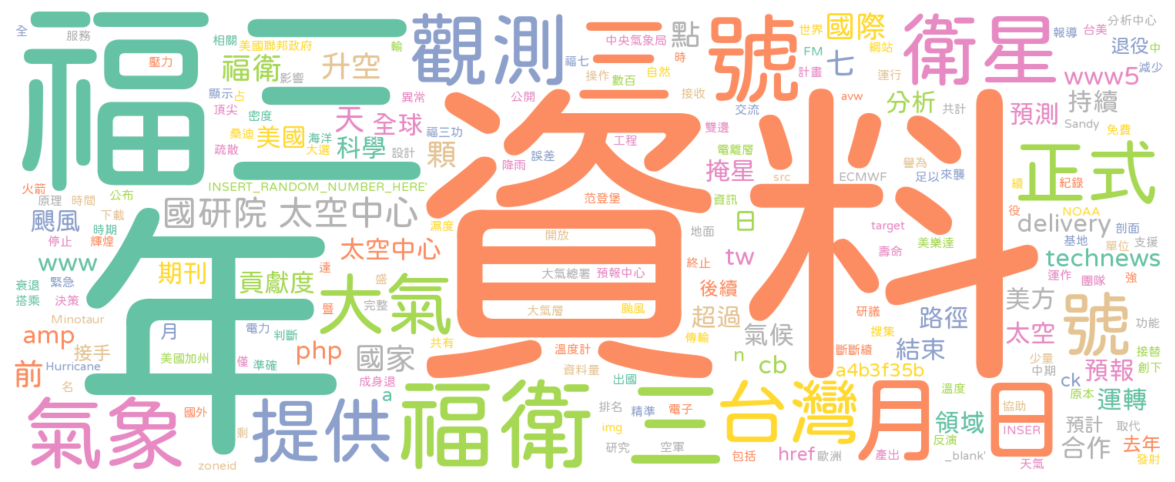 全 服務
相關 美國聯邦政府 輪
福三
壓力
福衛 影響 升空
觀測
福七
三
中央氣象局 時
操作 數百 自然
點
號
世界
FM
計畫
國際
網站
七 運行
衛星
報導 台美
分析中心
退役 中
www5 減少
顯示 占
頂尖 密度
桑迪 美國 海洋
疏散 大選 科學 設計
天 全球
異常
福三功
顆
公開
接收
交流
雙邊
工程
電離層
降雨 誤差
avw
分析 共計
預測 持續
Sandy 免費
資料
掩星
ECMWF
src
譽為
足以 來襲
正式
INSERT_RANDOM_NUMBER_HERE'
火箭
原理 時間 公布
國研院 太空中心
范登堡
資訊
日
開放
地面
續 紀錄
役 NOAA
剖面
颱風 下載
時期
停止 輝煌
濕度
太空中心
target
美樂達
壽命
delivery
基地 單位 支援
www
緊急
衰退
搭乘 決策
期刊
貢獻度
遠
盛
暨 完整
大氣總署 預報中心
終止
tw
後續
technews
運作 團隊 強
年
Minotaur
amp
接手
月 電力
判斷
大氣
大氣層 颱風
傳輸
超過
氣候
研議
搜集
路徑
美方
太空
號
功能
前
Hurricane
美國加州 僅 準確
php
國家
共有
溫度計
資料量
n cb
斷斷續
結束
少量
中期
預報
接替
創下
名
成身退
a
出國
a4b3f35b
ck
原本
運轉
氣象
國外
剩
zoneid
提供
福衛三
排名 精準 電子
img
研究
空軍
台灣
包括
href 歐洲
月日
產出
溫度
領域
反演
_blank'
協助
INSER
天氣
預計 取代
合作 去年
發射